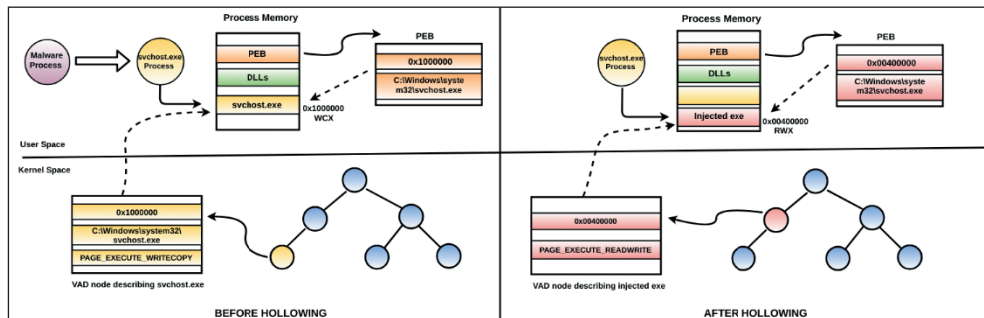 Process Memory
PEB
Malware
Process
svchost.exe
Process
PEB
DLLs
svchost.exe
0x1000000
C:\Windows\syste
m32\svchost.exe
0x1000000
WCX
User Space
Kernel Space
0x1000000
C:\Windows\system32\
svchost.exe
PAGE_EXECUTE_WRITECOPY
VAD node describing svchost.exe
BEFORE HOLLOWING
Process Memory
PEB
svchost.exe
Process
PEB
DLLs
Injected exe
0x00400000
C:\Windows\syste
m32\svchost.exe
0x00400000
RWX
0x00400000
PAGE_EXECUTE_READWRITE
VAD node describing injected exe
AFTER HOLLOWING